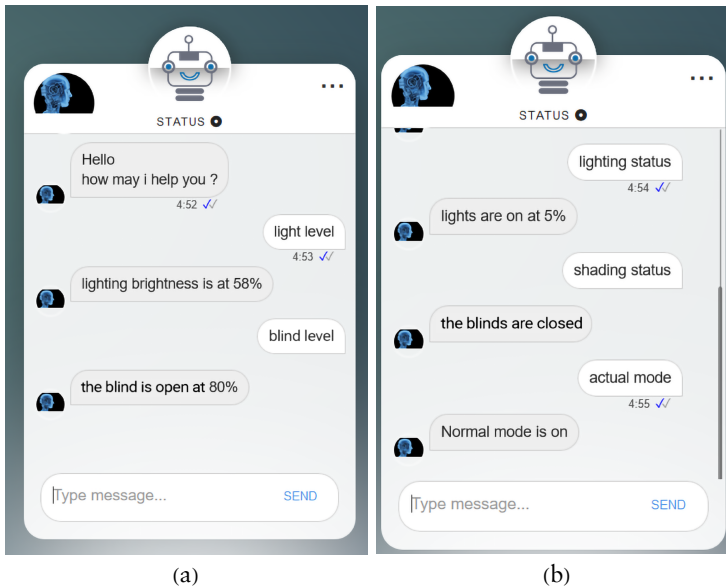 STATUS
Hello
how may i help you ?
4:52
light level
4:53
lighting brightness is at 58%
blind level
the blind is open at 80%
Type message...
SEND
(a)
STATUS
lighting status
4:54
lights are on at 5%
shading status
the blinds are closed
actual mode
4:55
Normal mode is on
Type message...
SEND
(b)